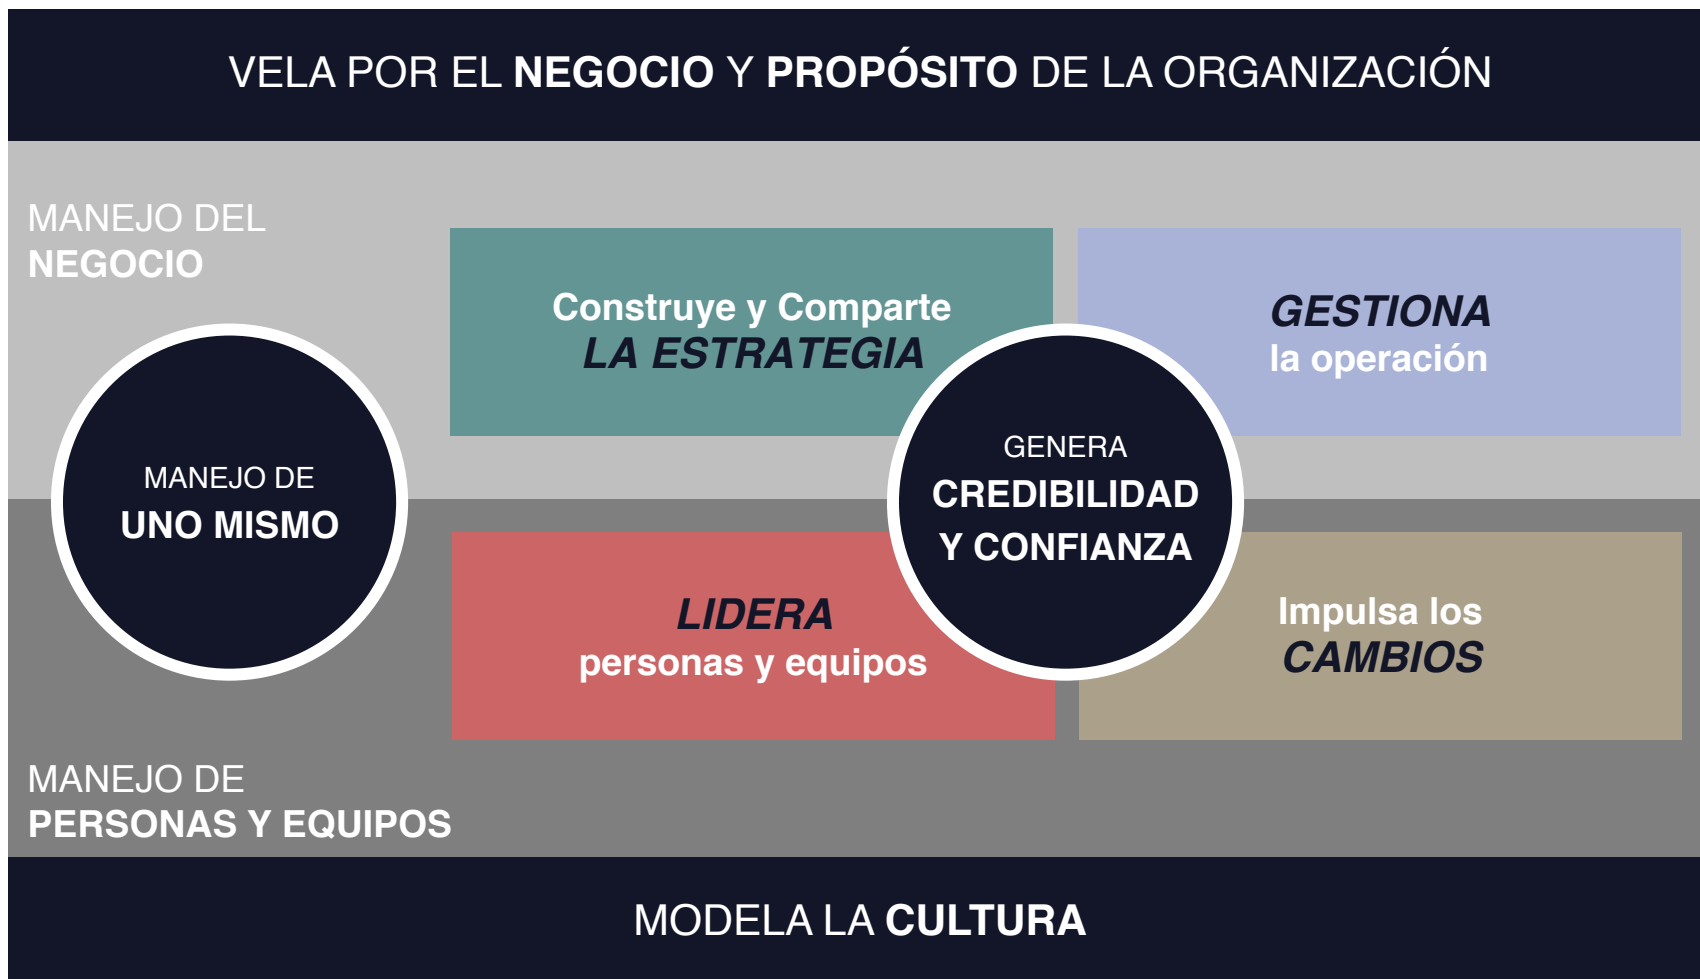 VELA POR EL NEGOCIO Y PROPÓSITO DE LA ORGANIZACIÓN
MANEJO DEL
NEGOCIO
Construye y Comparte
LA ESTRATEGIA
GESTIONA
la operación
MANEJO DE
UNO MISMO
GENERA
CREDIBILIDAD
Y CONFIANZA
LIDERA
personas y equipos
Impulsa los
CAMBIOS
MANEJO DE
PERSONAS Y EQUIPOS
MODELA LA CULTURA